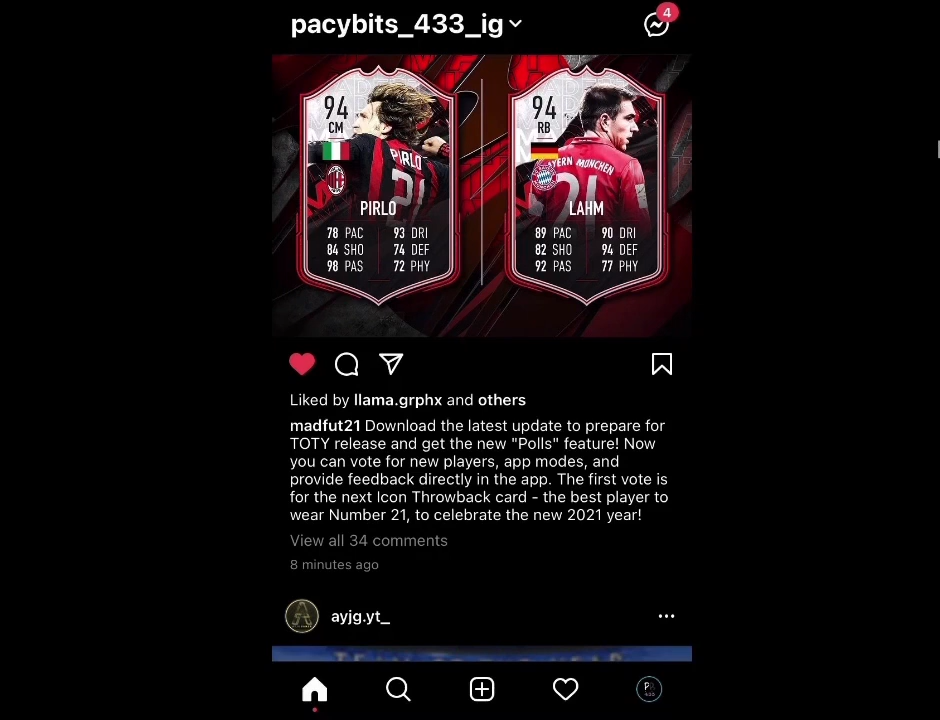 pacybits_433_ig
4
94
CM
PIRLO
21
PIRLO
78 PAC 93 DRI
84 SHO 74 DEF
98 PAS 72 PHY
94
RB
BAYERN MÜNCHEN
21
LAHM
89 PAC 90 DRI
82 SHO 94 DEF
92 PAS 77 PHY
Liked by llama.grphx and others
madfut21 Download the latest update to prepare for
TOTY release and get the new "Polls" feature! Now
you can vote for new players, app modes, and
provide feedback directly in the app. The first vote is
for the next Icon Throwback card - the best player to
wear Number 21, to celebrate the new 2021 year!
View all 34 comments
8 minutes ago
ayjg.yt_